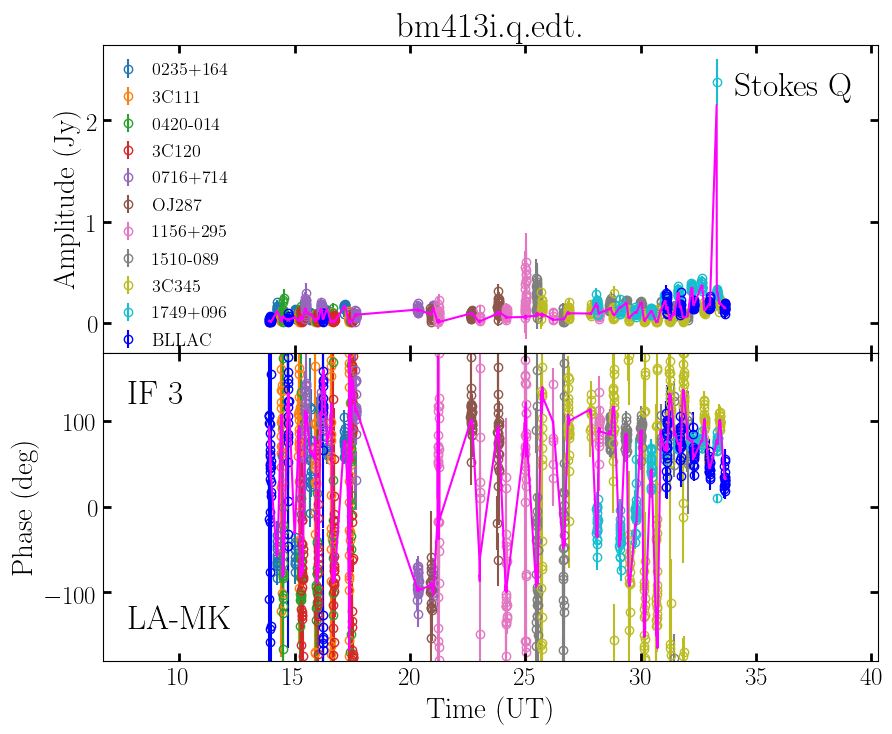 bm413i.q.edt.
Stokes Q
0235+164
3C111
0420-014
3C120
0716+714
OJ287
1156+295
1510-089
3C345
1749+096
BLLAC
Amplitude (Jy)
2
1
0
IF 3
LA-MK
Phase (deg)
100
0
−100
10 15 20 25 30 35 40
Time (UT)